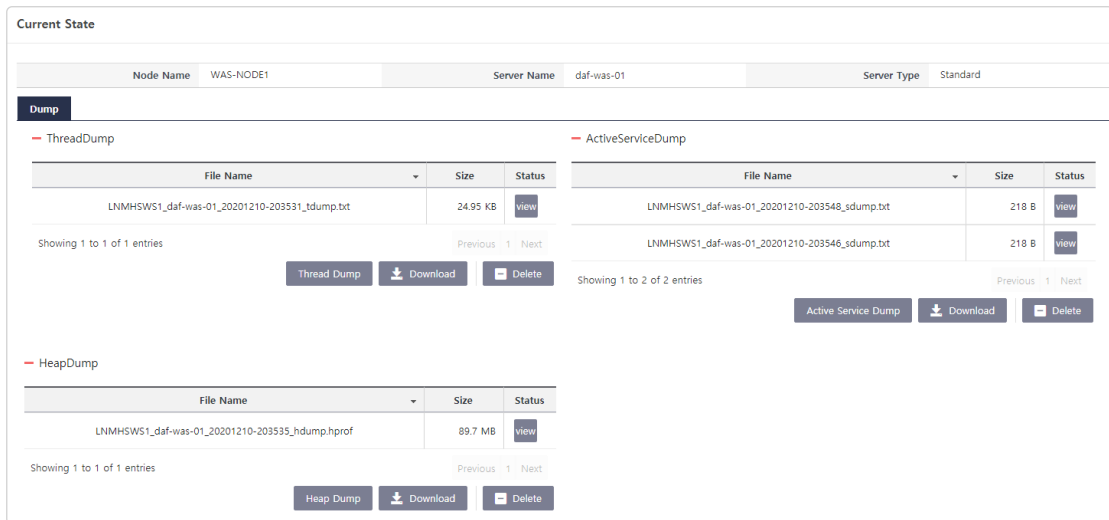 Current State
Node Name WAS-NODE1 Server Name daf-was-01 Server Type Standard
Dump
ThreadDump
File Name Size Status
LNMHSWS1_daf-was-01_20201210-203531_tdump.txt 24.95 KB view
Showing 1 to 1 of 1 entries Previous 1 Next
Thread Dump Download Delete
ActiveServiceDump
File Name Size Status
LNMHSWS1_daf-was-01_20201210-203548_sdump.txt 218 B view
LNMHSWS1_daf-was-01_20201210-203546_sdump.txt 218 B view
Showing 1 to 2 of 2 entries Previous 1 Next
Active Service Dump Download Delete
HeapDump
File Name Size Status
LNMHSWS1_daf-was-01_20201210-203535_hdump.hprof 89.7 MB view
Showing 1 to 1 of 1 entries Previous 1 Next
Heap Dump Download Delete